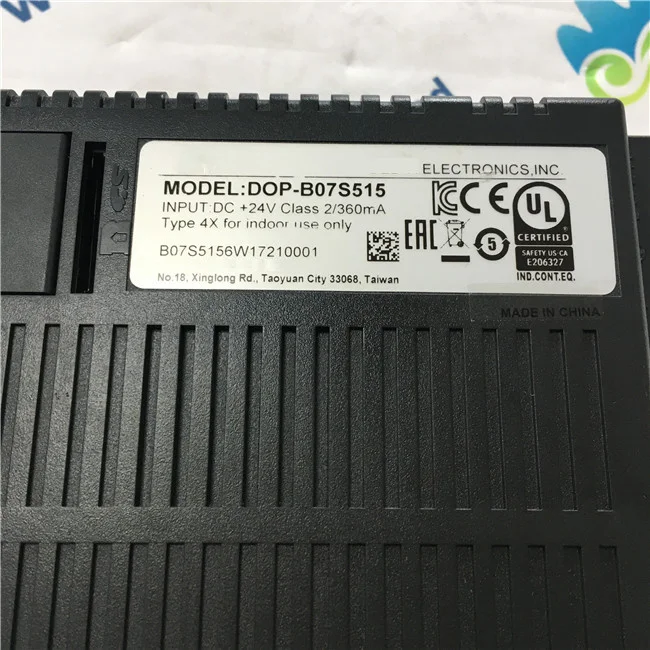 ELECTRONICS,INC.
MODEL:DOP-B07S515
INPUT:DC +24V Class 2/360mA
Type 4X for indoor use only
B07S5156W17210001
No.18, Xinglong Rd., Taoyuan City 33068, Taiwan
EAC
5
UL
CERTIFIED
SAFETY US CA
E206327
IND.CONT.EQ.
MADE IN CHINA